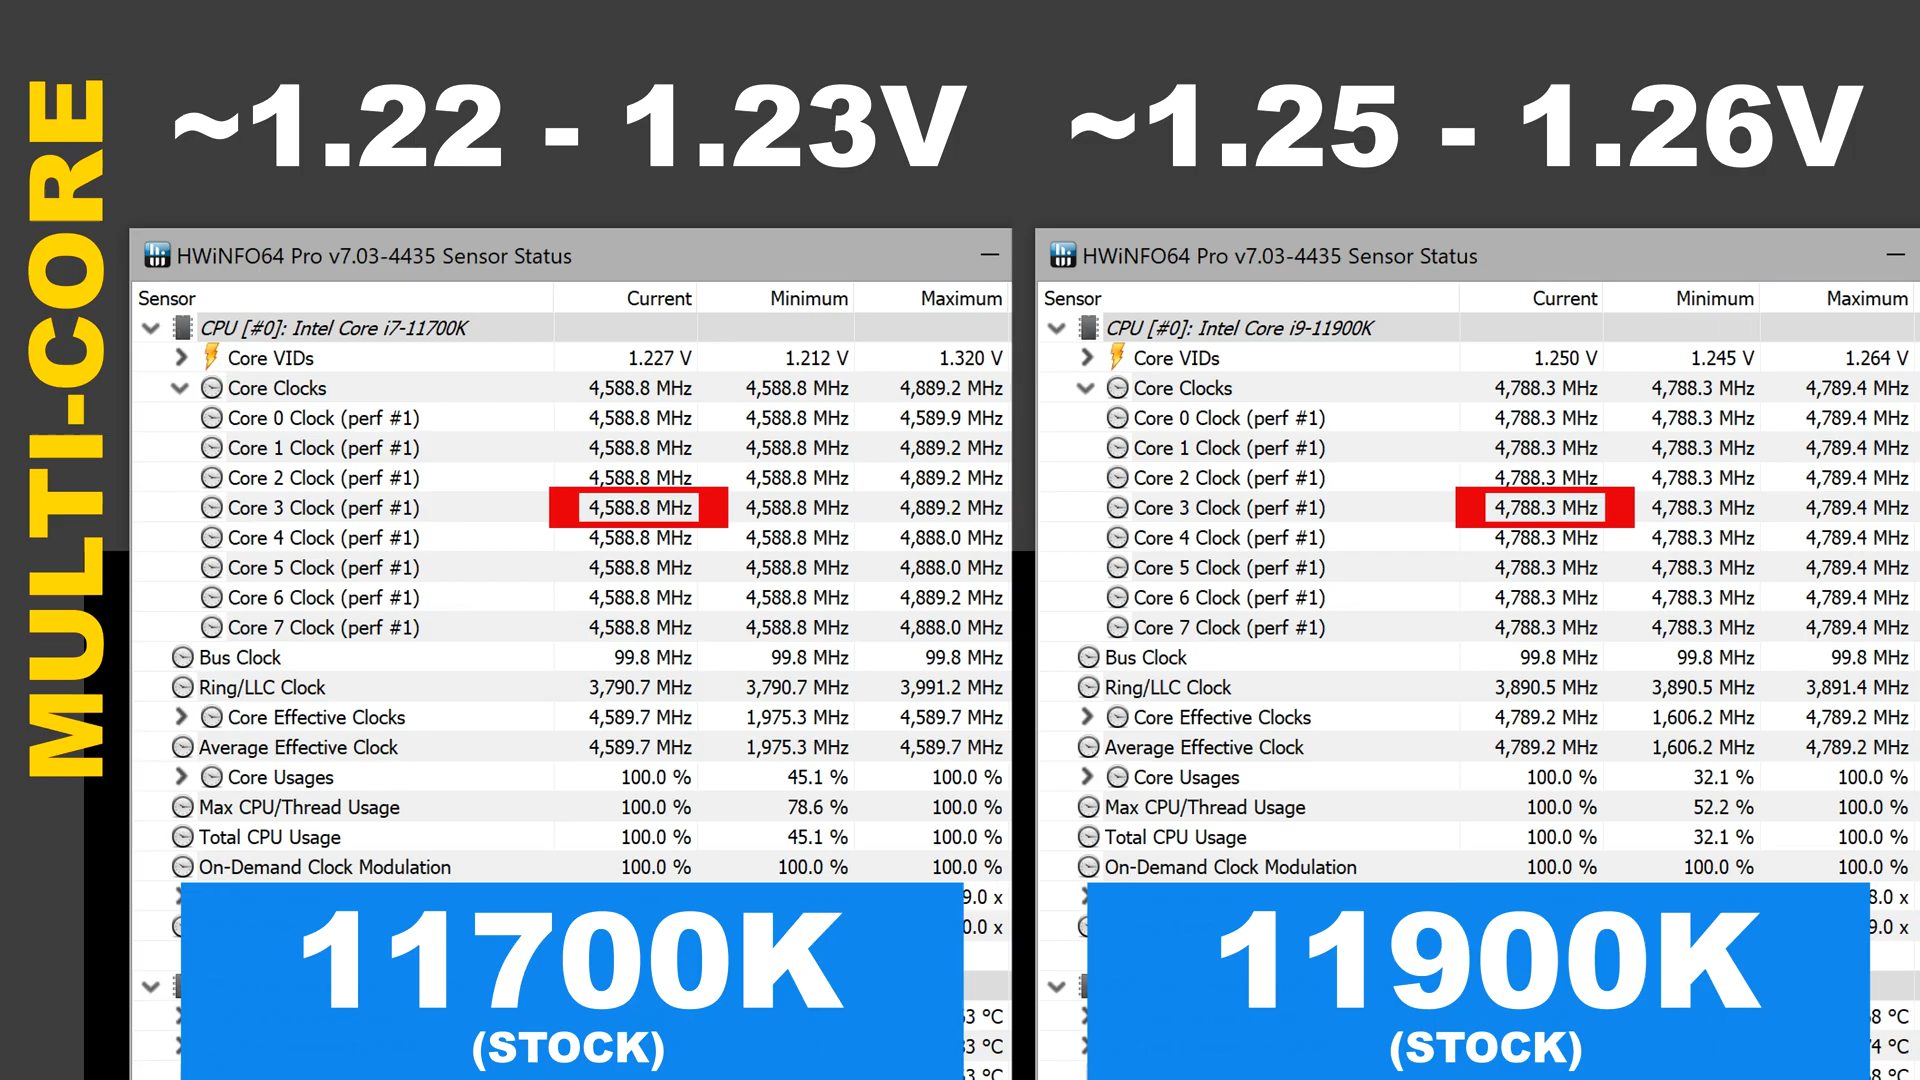 MULTI-CORE
~1.22 - 1.23V
HWiNFO64 Pro v7.03-4435 Sensor Status
Sensor Current Minimum Maximum
CPU [#0]: Intel Core i7-11700K
Core VIDs 1.227 V 1.212 V 1.320 V
Core Clocks 4,588.8 MHz 4,588.8 MHz 4,889.2 MHz
Core 0 Clock (perf #1) 4,588.8 MHz 4,588.8 MHz 4,589.9 MHz
Core 1 Clock (perf #1) 4,588.8 MHz 4,588.8 MHz 4,889.2 MHz
Core 2 Clock (perf #1) 4,588.8 MHz 4,588.8 MHz 4,889.2 MHz
Core 3 Clock (perf #1) 4,588.8 MHz 4,588.8 MHz 4,889.2 MHz
Core 4 Clock (perf #1) 4,588.8 MHz 4,588.8 MHz 4,888.0 MHz
Core 5 Clock (perf #1) 4,588.8 MHz 4,588.8 MHz 4,888.0 MHz
Core 6 Clock (perf #1) 4,588.8 MHz 4,588.8 MHz 4,889.2 MHz
Core 7 Clock (perf #1) 4,588.8 MHz 4,588.8 MHz 4,888.0 MHz
Bus Clock 99.8 MHz 99.8 MHz 99.8 MHz
Ring/LLC Clock 3,790.7 MHz 3,790.7 MHz 3,991.2 MHz
Core Effective Clocks 4,589.7 MHz 1,975.3 MHz 4,589.7 MHz
Average Effective Clock 4,589.7 MHz 1,975.3 MHz 4,589.7 MHz
Core Usages 100.0 % 45.1 % 100.0 %
Max CPU/Thread Usage 100.0 % 78.6 % 100.0 %
Total CPU Usage 100.0 % 45.1 % 100.0 %
On-Demand Clock Modulation 100.0 % 100.0 % 100.0 %
9.0 x
0.0 x
3 °C
3 °C
3 °C
11700K
(STOCK)
~1.25 - 1.26V
HWiNFO64 Pro v7.03-4435 Sensor Status
Sensor Current Minimum Maximum
CPU [#0]: Intel Core i9-11900K
Core VIDs 1.250 V 1.245 V 1.264 V
Core Clocks 4,788.3 MHz 4,788.3 MHz 4,789.4 MHz
Core 0 Clock (perf #1) 4,788.3 MHz 4,788.3 MHz 4,789.4 MHz
Core 1 Clock (perf #1) 4,788.3 MHz 4,788.3 MHz 4,789.4 MHz
Core 2 Clock (perf #1) 4,788.3 MHz 4,788.3 MHz 4,789.4 MHz
Core 3 Clock (perf #1) 4,788.3 MHz 4,788.3 MHz 4,789.4 MHz
Core 4 Clock (perf #1) 4,788.3 MHz 4,788.3 MHz 4,789.4 MHz
Core 5 Clock (perf #1) 4,788.3 MHz 4,788.3 MHz 4,789.4 MHz
Core 6 Clock (perf #1) 4,788.3 MHz 4,788.3 MHz 4,789.4 MHz
Core 7 Clock (perf #1) 4,788.3 MHz 4,788.3 MHz 4,789.4 MHz
Bus Clock 99.8 MHz 99.8 MHz 99.8 MHz
Ring/LLC Clock 3,890.5 MHz 3,890.5 MHz 3,891.4 MHz
Core Effective Clocks 4,789.2 MHz 1,606.2 MHz 4,789.2 MHz
Average Effective Clock 4,789.2 MHz 1,606.2 MHz 4,789.2 MHz
Core Usages 100.0 % 32.1 % 100.0 %
Max CPU/Thread Usage 100.0 % 52.2 % 100.0 %
Total CPU Usage 100.0 % 32.1 % 100.0 %
On-Demand Clock Modulation 100.0 % 100.0 % 100.0 %
8.0 x
9.0 x
8 °C
4 °C
8 °C
11900K
(STOCK)